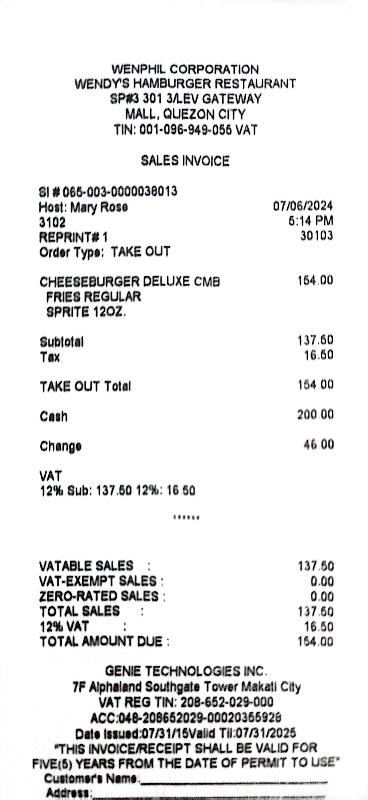 WENPHIL CORPORATION
WENDY'S HAMBURGER RESTAURANT
SP#3 301 3/LEV GATEWAY
MALL, QUEZON CITY
TIN: 001-096-949-055 VAT
SALES INVOICE
SI # 065-003-0000036013
Host: Mary Rose 07/06/2024
3102 5:14 PM
REPRINT# 1 30103
Order Type: TAKE OUT
CHEESEBURGER DELUXE CMB 154.00
FRIES REGULAR
SPRITE 12OZ.
Subtotal 137.50
Tax 16.50
TAKE OUT Total 154.00
Cash 200.00
Change 46.00
VAT
12% Sub: 137.50 12%: 16.50
******
VATABLE SALES : 137.50
VAT-EXEMPT SALES : 0.00
ZERO-RATED SALES : 0.00
TOTAL SALES : 137.50
12% VAT : 16.50
TOTAL AMOUNT DUE : 154.00
GENIE TECHNOLOGIES INC.
7F Alphaland Southgate Tower Makati City
VAT REG TIN: 208-652-029-000
ACC:048-208652029-00020355928
Date Issued:07/31/15Valid Til:07/31/2025
"THIS INVOICE/RECEIPT SHALL BE VALID FOR
FIVE(5) YEARS FROM THE DATE OF PERMIT TO USE"
Customer's Name:
Address: